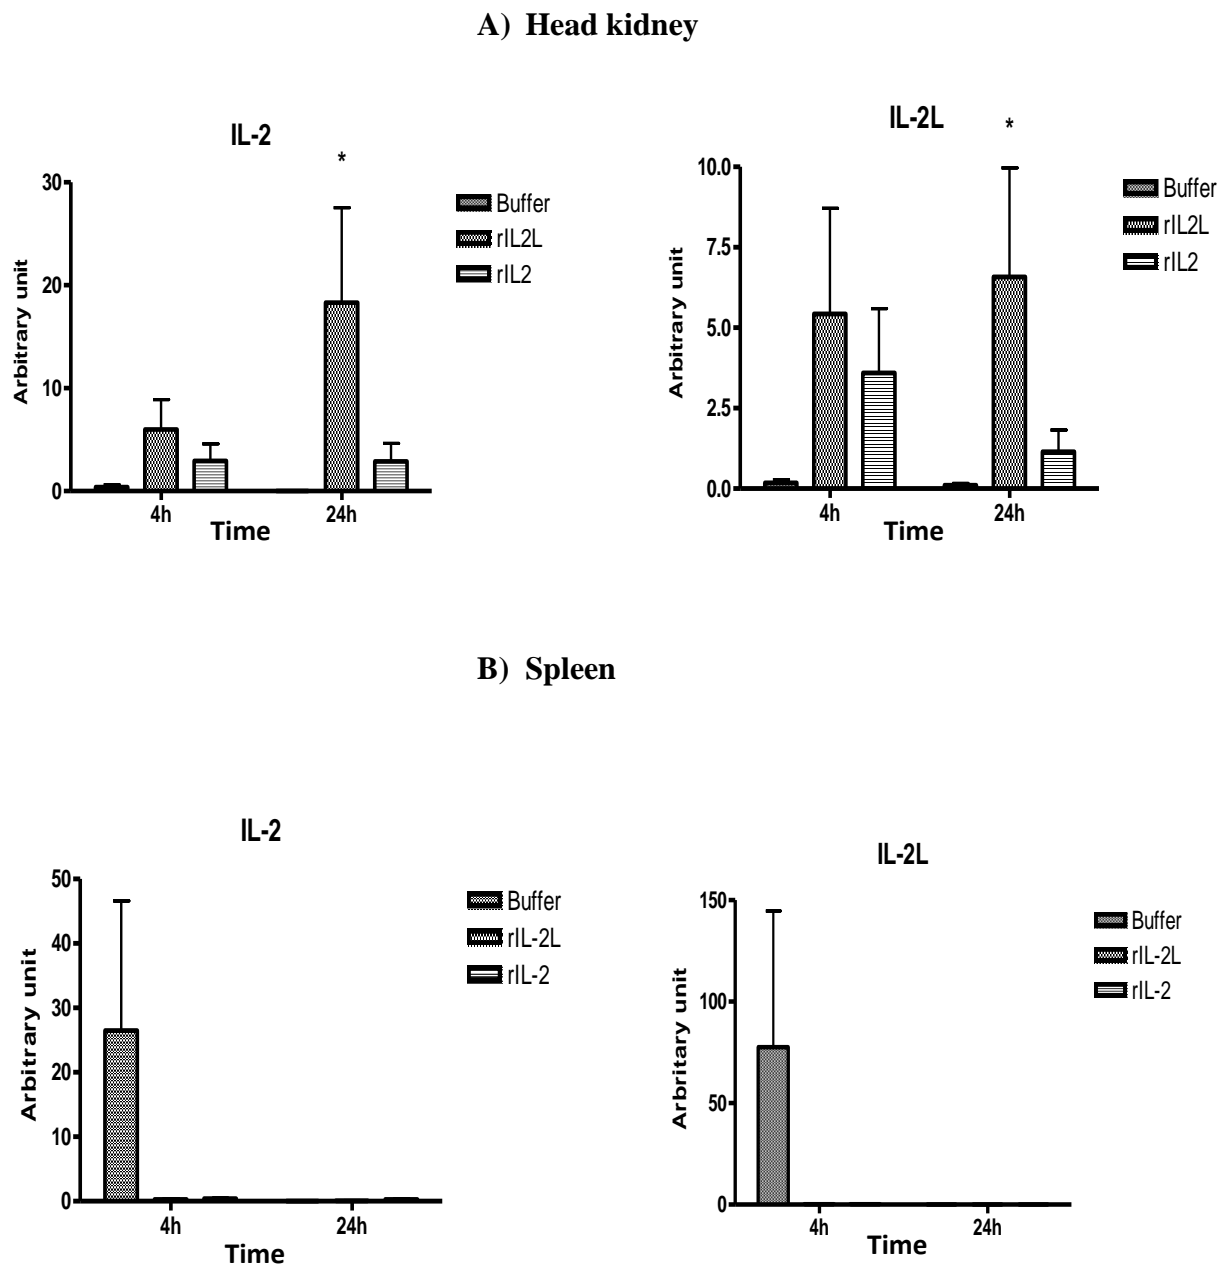 A) Head kidney
IL-2
*
30
20
10
0
Arbitrary unit
4h
24h
Time
Buffer
rIL2L
rIL2
IL-2L
*
10.0
7.5
5.0
2.5
0.0
Arbitrary unit
4h
24h
Time
Buffer
rIL2L
rIL2
B) Spleen
IL-2
50
40
30
20
10
0
Arbitrary unit
4h
24h
Time
Buffer
rIL-2L
rIL-2
IL-2L
150
100
50
0
Arbritary unit
4h
24h
Time
Buffer
rIL-2L
rIL-2